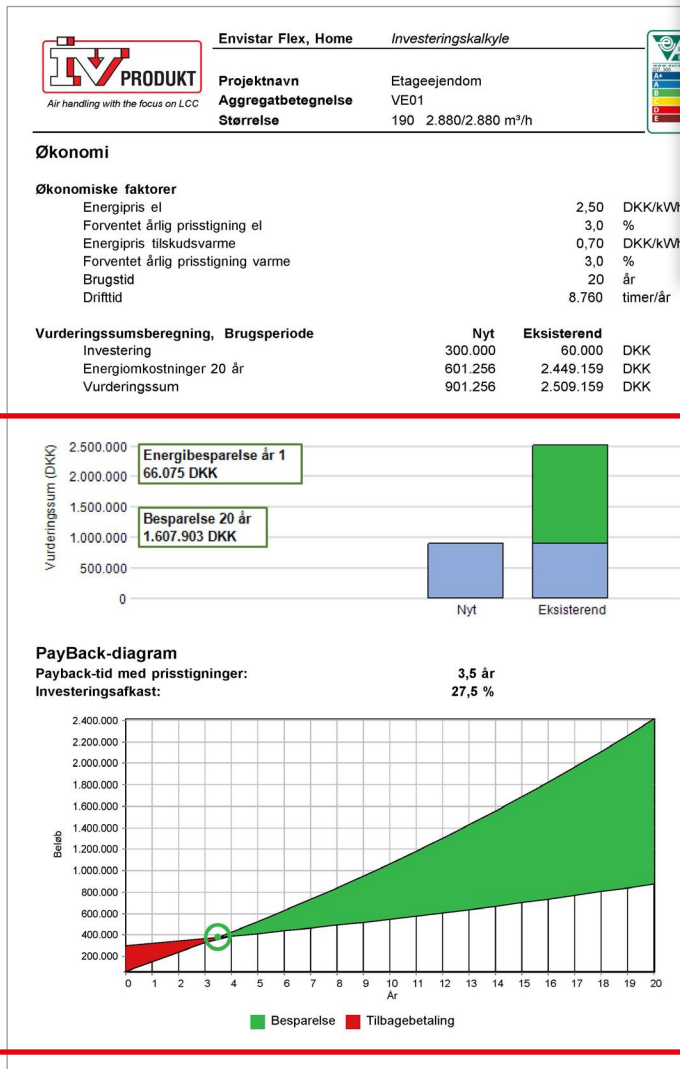 Envistar Flex, Home Investeringskalkyle
IV PRODUKT
Air handling with the focus on LCC
Projektnavn Etageejendom
Aggregatbetegnelse VE01
Størrelse 190 2.880/2.880 m³/h
A+
A
B
C
D
E
Økonomi
Økonomiske faktorer
Energipris el 2,50 DKK/kWh
Forventet årlig prisstigning el 3,0 %
Energipris tilskudsvarme 0,70 DKK/kWh
Forventet årlig prisstigning varme 3,0 %
Brugstid 20 år
Drifttid 8.760 timer/år
Vurderingssumsberegning, Brugsperiode Nyt Eksisterend
Investering 300.000 60.000 DKK
Energiomkostninger 20 år 601.256 2.449.159 DKK
Vurderingssum 901.256 2.509.159 DKK
Vurderingssum (DKK)
2.500.000
2.000.000
1.500.000
1.000.000
500.000
0
Energibesparelse år 1
66.075 DKK
Besparelse 20 år
1.607.903 DKK
Nyt Eksisterend
PayBack-diagram
Payback-tid med prisstigninger: 3,5 år
Investeringsafkast: 27,5 %
Beløb
2.400.000
2.200.000
2.000.000
1.800.000
1.600.000
1.400.000
1.200.000
1.000.000
800.000
600.000
400.000
200.000
0 1 2 3 4 5 6 7 8 9 10 11 12 13 14 15 16 17 18 19 20
År
Besparelse Tilbagebetaling